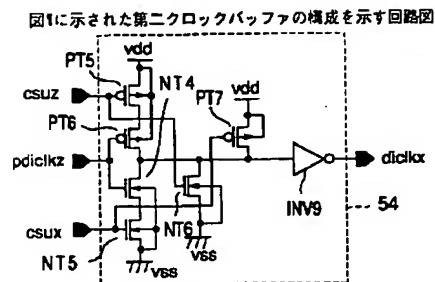 図1に示された第二クロックバッファの構成を示す回路図
vdd
PT5
csuz
NT4
vdd
PT7
PT6
pdiclkz
diclkx
INV9
54
csux
NT6
NT5
vss
vss